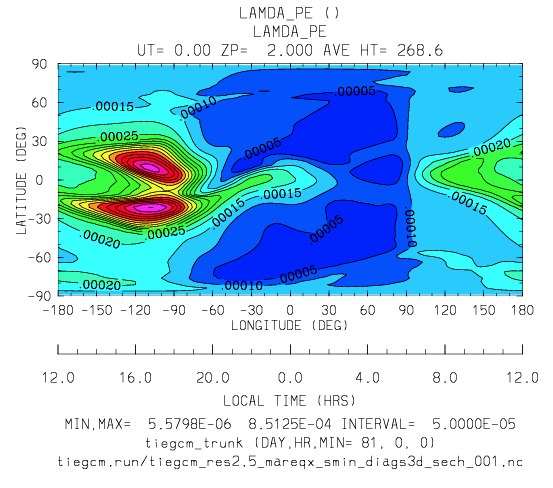 LAMDA_PE ()
LAMDA_PE
UT= 0.00 ZP= 2.000 AVE HT= 268.6
90
60
30
0
-30
-60
-90
LATITUDE (DEG)
.00015
.00010
.00005
.00025
.00005
.00020
.00015
.00015
.00015
.00020
.00025
.00005
.00010
.00005
.00020
.00010
-180 -150 -120 -90 -60 -30 0 30 60 90 120 150 180
LONGITUDE (DEG)
12.0 16.0 20.0 0.0 4.0 8.0 12.0
LOCAL TIME (HRS)
MIN,MAX= 5.5798E-06 8.5125E-04 INTERVAL= 5.0000E-05
tiegcm_trunk (DAY,HR,MIN= 81, 0, 0)
tiegcm.run/tiegcm_res2.5_mareqx_smin_diags3d_sech_001.nc